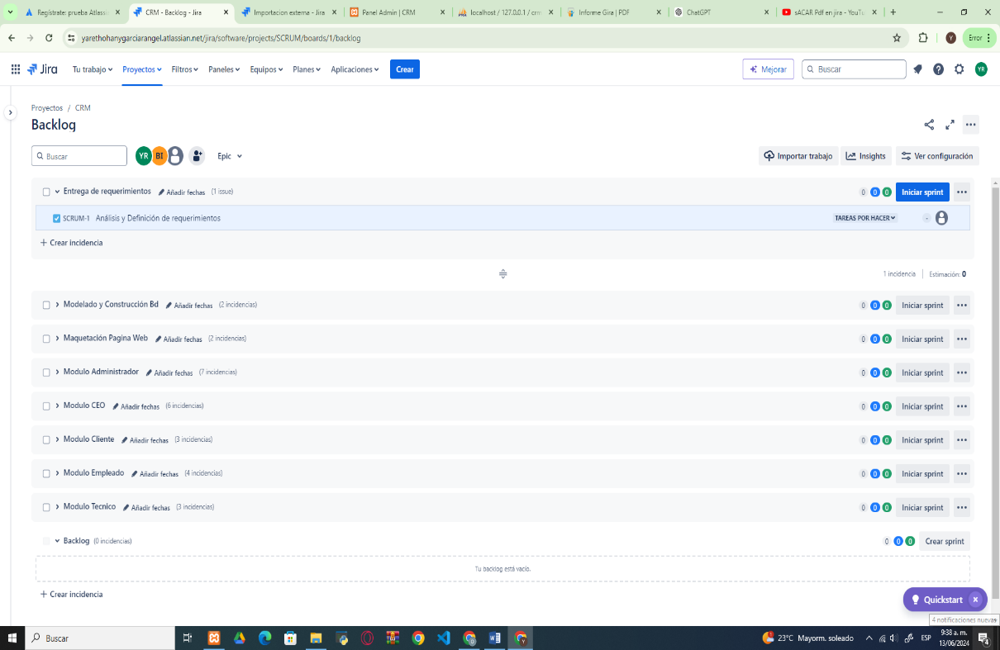 Regístrate: prueba Atlassi
CRM - Backlog - Jira
Importacion externa - Jira
Panel Admin | CRM
localhost / 127.0.0.1 / crm
Informe Gira | PDF
ChatGPT
sACAR Pdf en jira - YouTu
yarethohanygarciarangel.atlassian.net/jira/software/projects/SCRUM/boards/1/backlog
Y
Error
Jira
Tu trabajo
Proyectos
Filtros
Paneles
Equipos
Planes
Aplicaciones
Crear
Mejorar
Buscar
YR
Proyectos / CRM
Backlog
Buscar
YR
BI
Epic
Importar trabajo
Insights
Ver configuración
Entrega de requerimientos Añadir fechas (1 issue) 0 0 0 Iniciar sprint
SCRUM-1 Análisis y Definición de requerimientos TAREAS POR HACER -
+ Crear incidencia
1 incidencia Estimación: 0
Modelado y Construcción Bd Añadir fechas (2 incidencias) 0 0 0 Iniciar sprint
Maquetación Pagina Web Añadir fechas (2 incidencias) 0 0 0 Iniciar sprint
Modulo Administrador Añadir fechas (7 incidencias) 0 0 0 Iniciar sprint
Modulo CEO Añadir fechas (6 incidencias) 0 0 0 Iniciar sprint
Modulo Cliente Añadir fechas (3 incidencias) 0 0 0 Iniciar sprint
Modulo Empleado Añadir fechas (4 incidencias) 0 0 0 Iniciar sprint
Modulo Tecnico Añadir fechas (3 incidencias) 0 0 0 Iniciar sprint
Backlog (0 incidencias) 0 0 0 Crear sprint
Tu backlog está vacío.
+ Crear incidencia
Quickstart
4 notificaciones nuevas
Buscar
23°C Mayorm. soleado
ESP
9:38 a. m.
13/06/2024
4